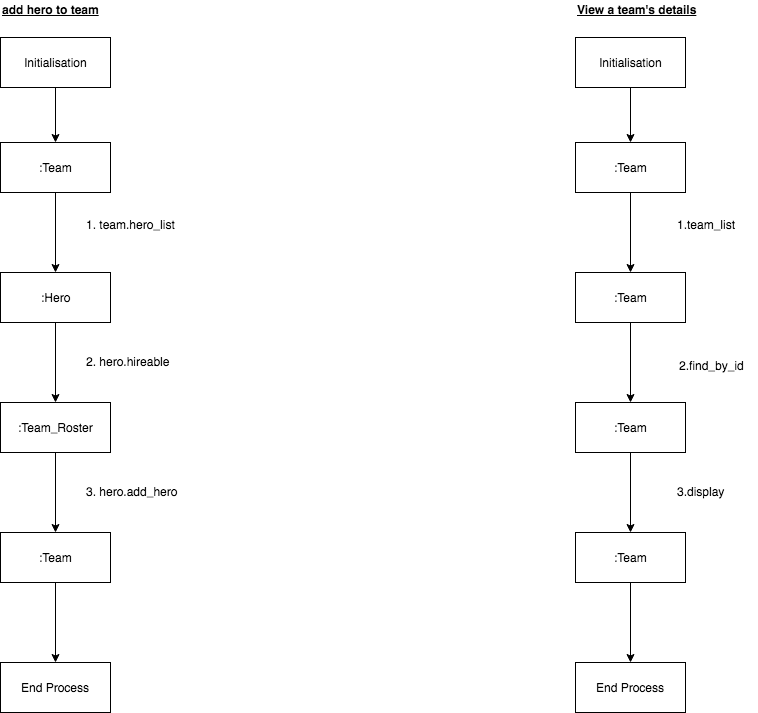 add hero to team
Initialisation
:Team
1. team.hero_list
:Hero
2. hero.hireable
:Team_Roster
3. hero.add_hero
:Team
End Process
View a team's details
Initialisation
:Team
1.team_list
:Team
2.find_by_id
:Team
3.display
:Team
End Process